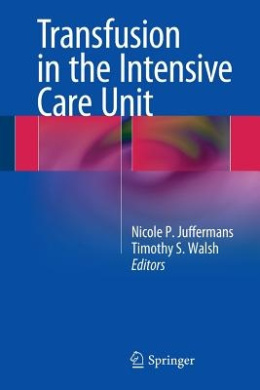 Transfusion
in the Intensive
Care Unit
Nicole P. Juffermans
Timothy S. Walsh
Editors
Springer